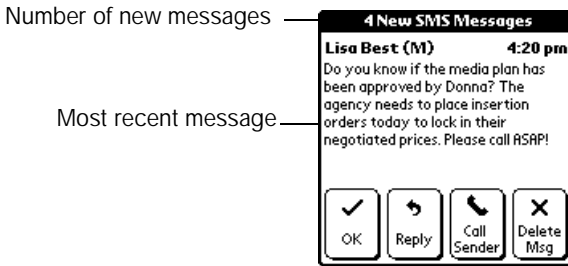 Number of new messages
4 New SMS Messages
Lisa Best (M) 4:20 pm
Do you know if the media plan has
been approved by Donna? The
agency needs to place insertion
Most recent message
orders today to lock in their
negotiated prices. Please call ASAP!
OK
Reply
Call
Sender
Delete
Msg